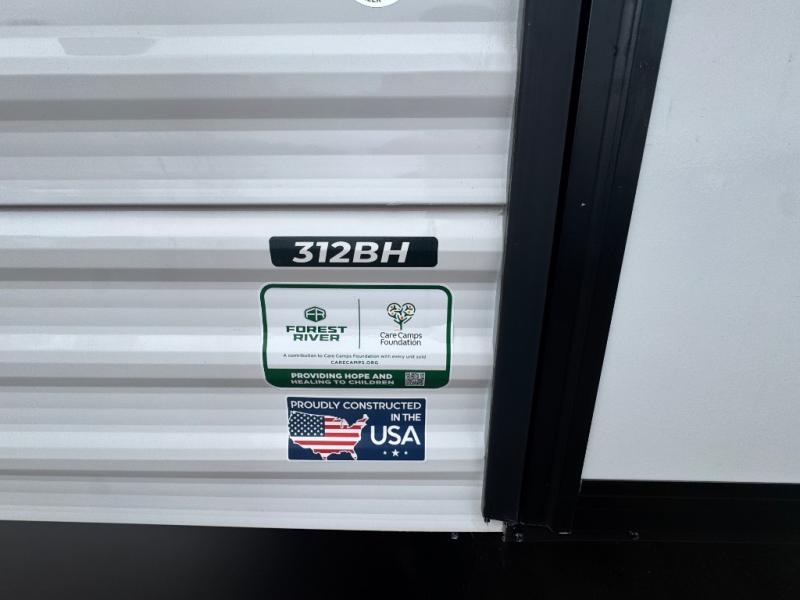 312BH
FR
FOREST
RIVER
Care Camps
Foundation
A contribution to Care Camps Foundation with every unit sold
CARECAMPS.ORG
PROVIDING HOPE AND
HEALING TO CHILDREN
PROUDLY CONSTRUCTED
IN THE
USA